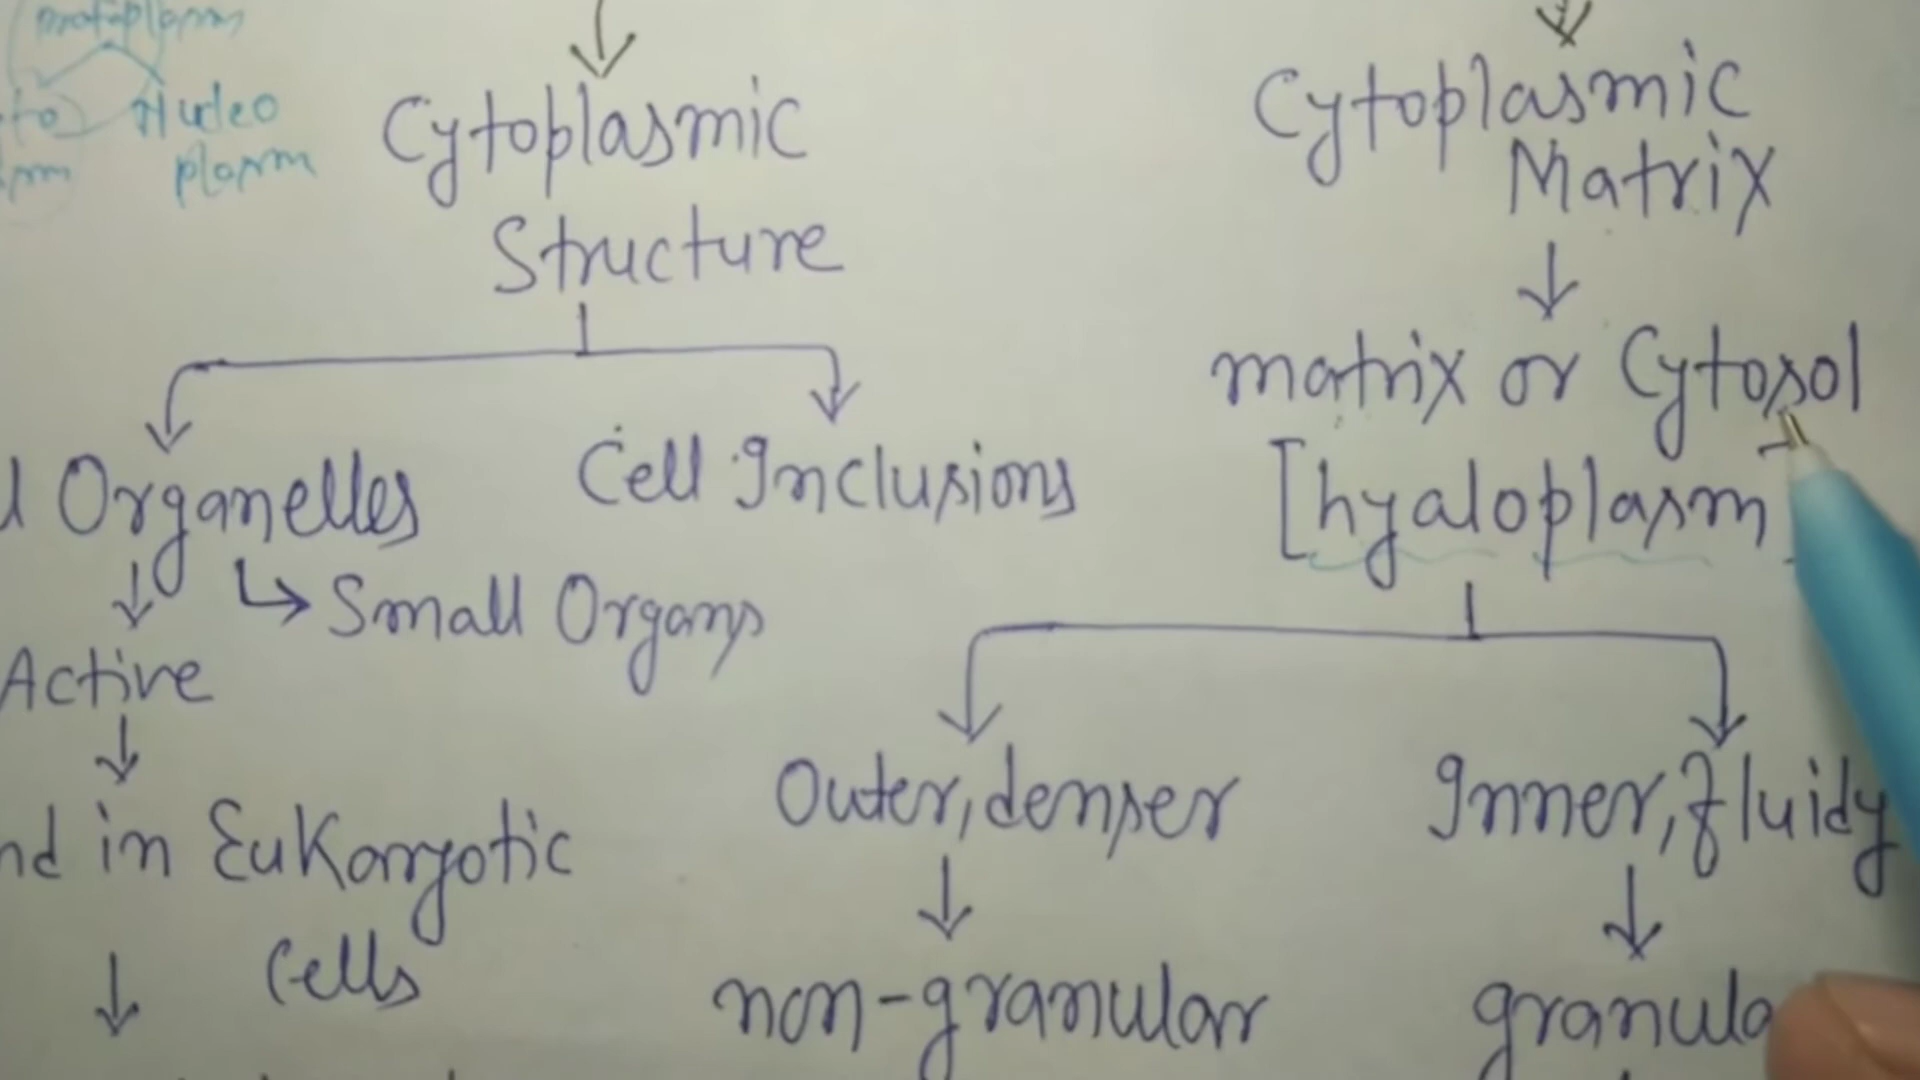 Nucleo
plasm
Cytoplasmic
Structure
Organelles
Small Organs
Active
in Eukaryotic
Cells
Cell Inclusions
Cytoplasmic
Matrix
matrix or Cytosol
[hyaloplasm]
Outer, denser
non-granular
Inner, fluidy
granula